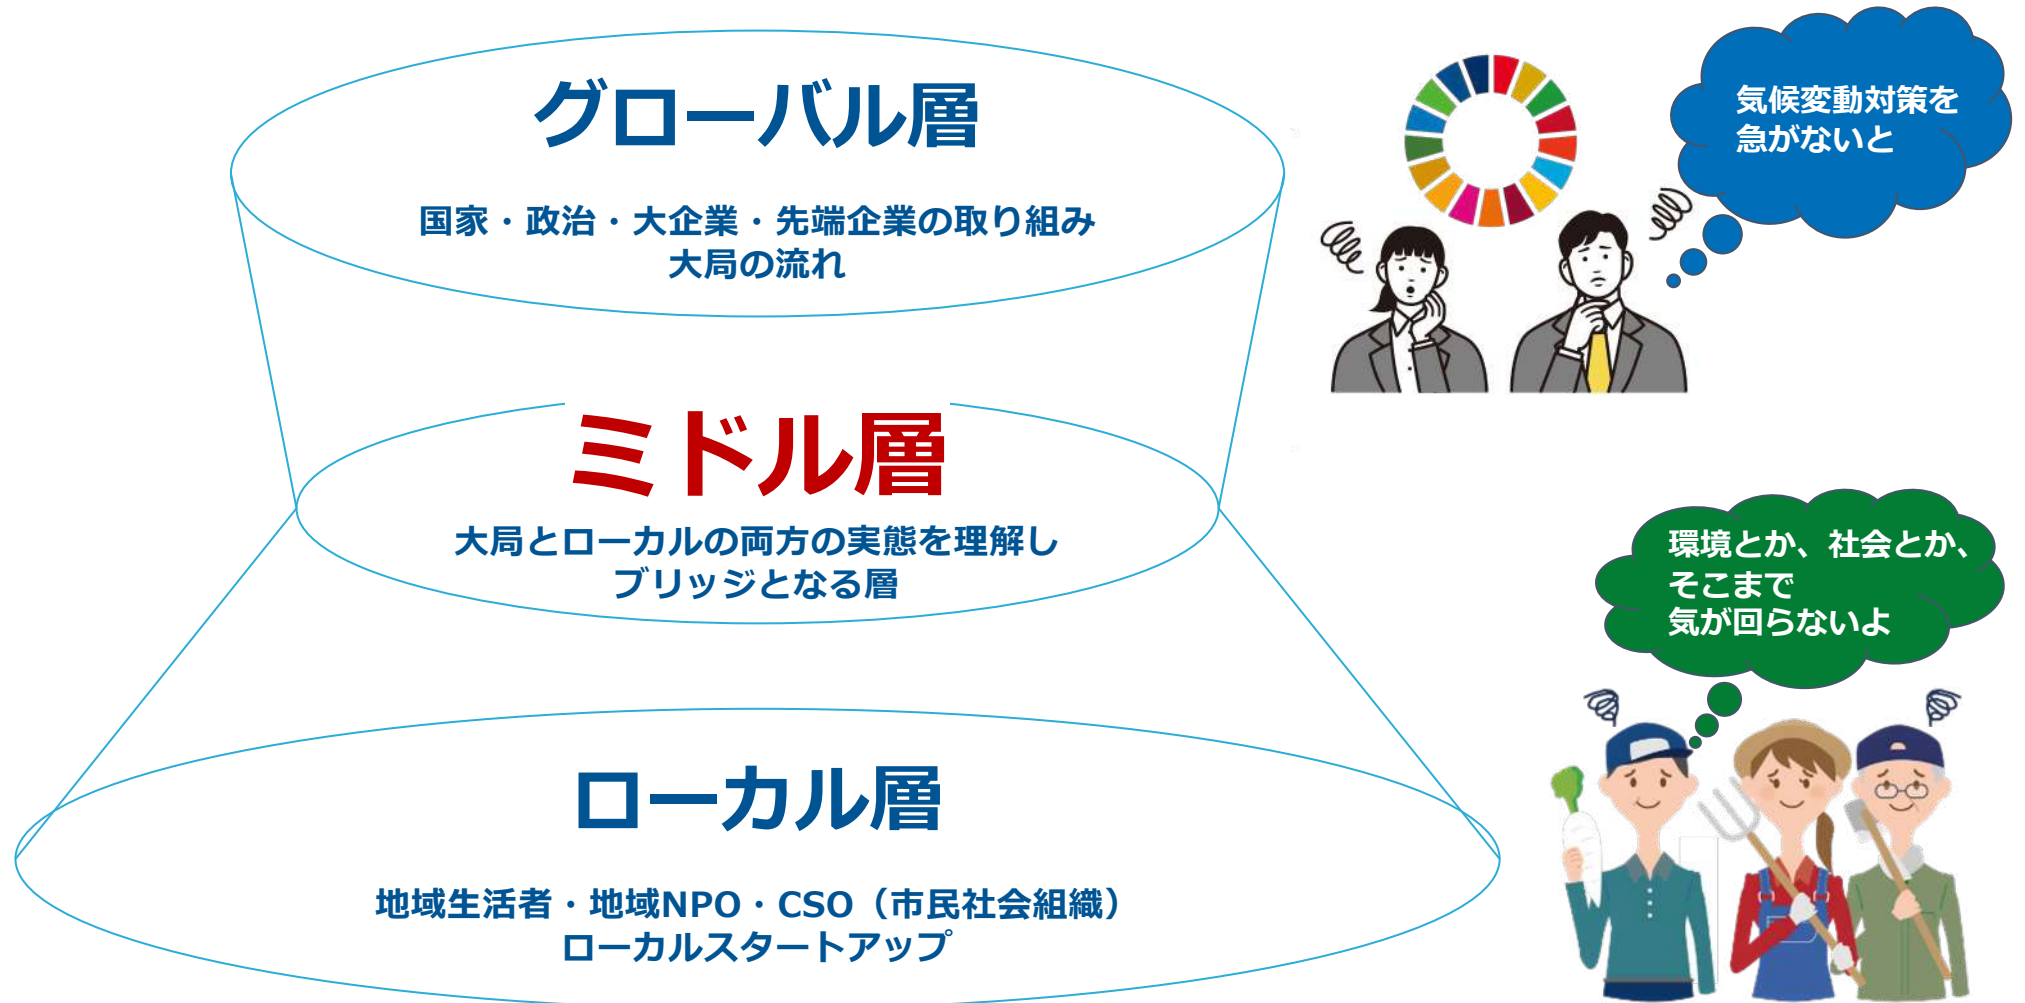 グローバル層
国家・政治・大企業・先端企業の取り組み
大局の流れ
気候変動対策を
急がないと
ミドル層
大局とローカルの両方の実態を理解し
ブリッジとなる層
環境とか、社会とか、
そこまで
気が回らないよ
ローカル層
地域生活者・地域NPO・CSO（市民社会組織）
ローカルスタートアップ